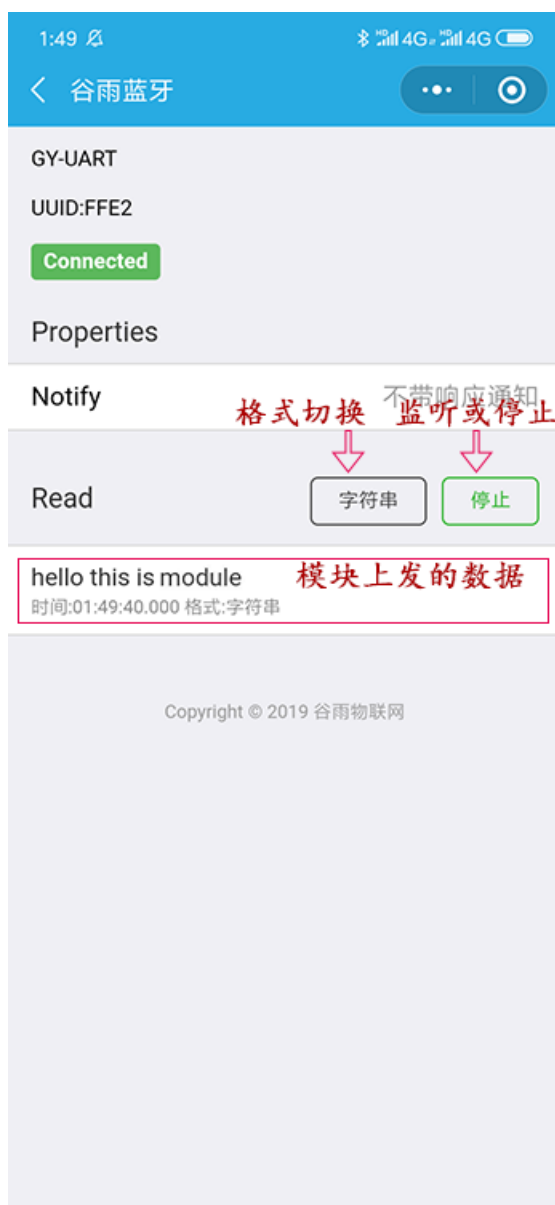 1:49 HD 4G HD 4G
谷雨蓝牙
GY-UART
UUID:FFE2
Connected
Properties
Notify 不带响应通知
格式切换 监听或停止
Read 字符串 停止
hello this is module 模块上发的数据
时间:01:49:40.000 格式:字符串
Copyright © 2019 谷雨物联网